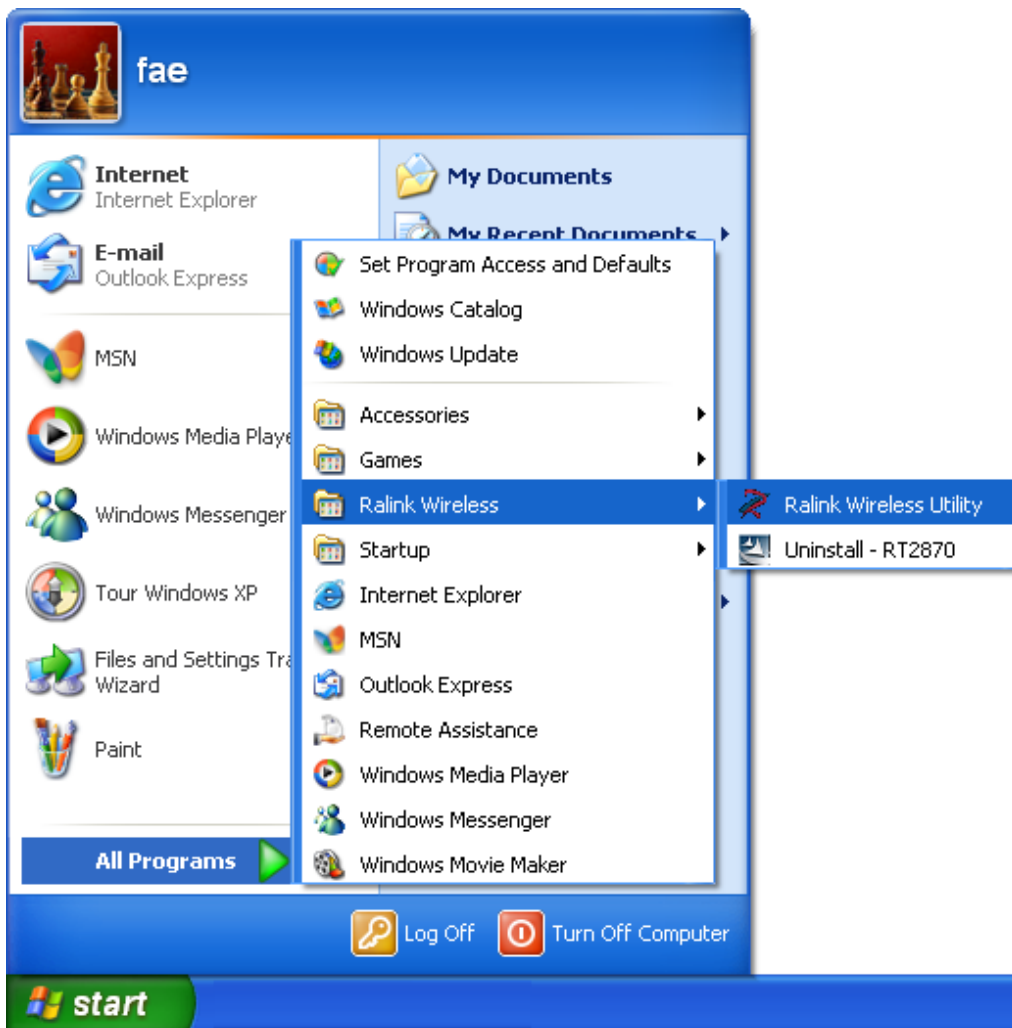 fae
Internet
Internet Explorer
E-mail
Outlook Express
MSN
Windows Media Playe
Windows Messenger
Tour Windows XP
Files and Settings Tra
Wizard
Paint
All Programs
My Documents
My Recent Documents
Set Program Access and Defaults
Windows Catalog
Windows Update
Accessories
Games
Ralink Wireless
Startup
Internet Explorer
MSN
Outlook Express
Remote Assistance
Windows Media Player
Windows Messenger
Windows Movie Maker
Ralink Wireless Utility
Uninstall - RT2870
Log Off
Turn Off Computer
start